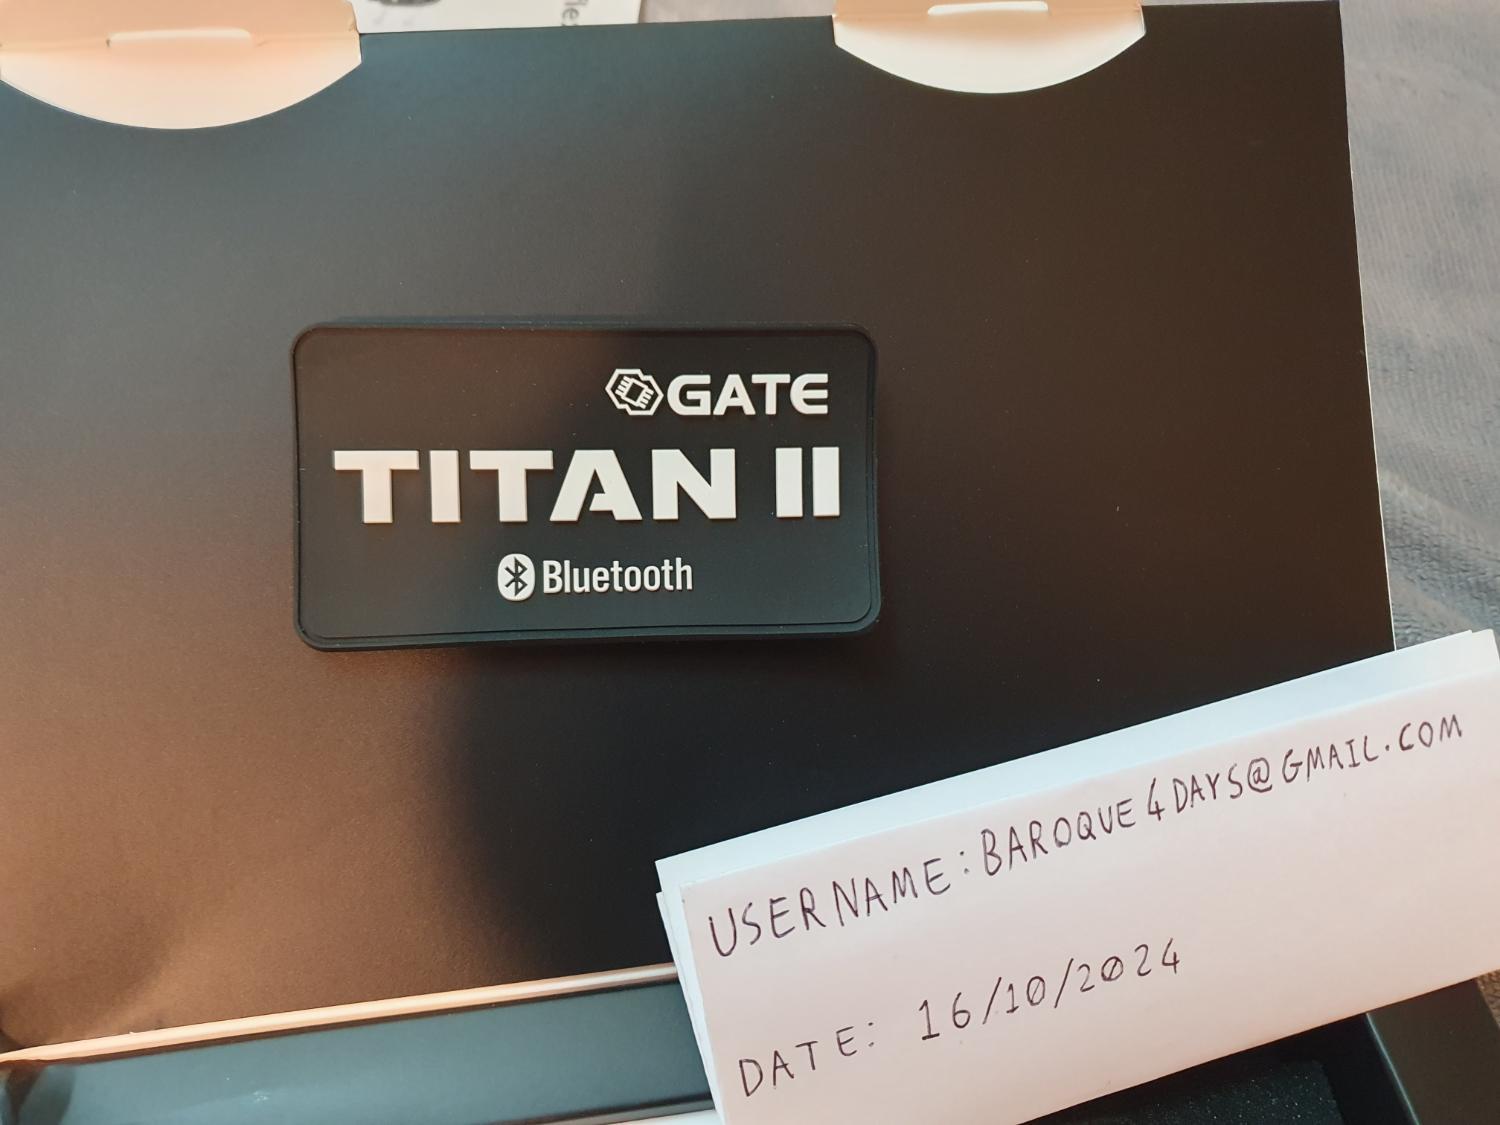 GATE
TITAN II
Bluetooth
USERNAME: BAROQUE4DAYS@GMAIL.COM
DATE: 16/10/2024